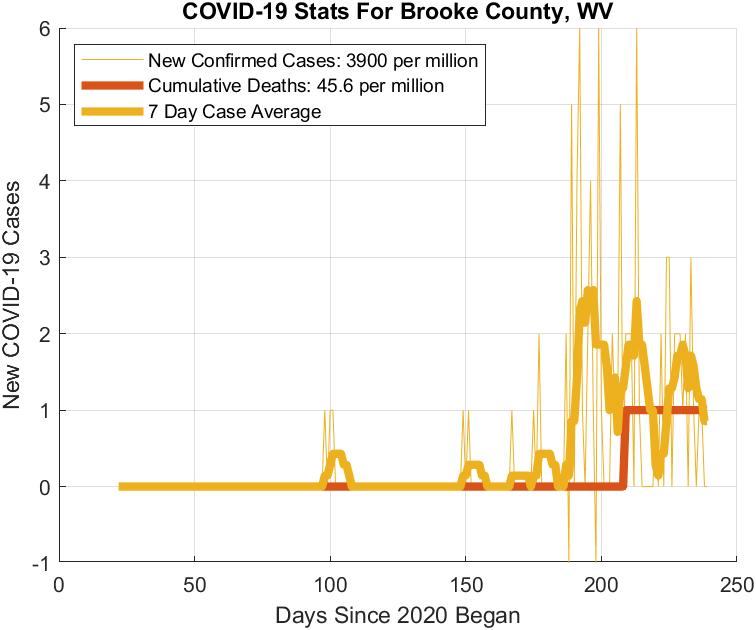 COVID-19 Stats For Brooke County, WV
New Confirmed Cases: 3900 per million
Cumulative Deaths: 45.6 per million
7 Day Case Average
New COVID-19 Cases
6
5
4
3
2
1
0
-1
0 50 100 150 200 250
Days Since 2020 Began